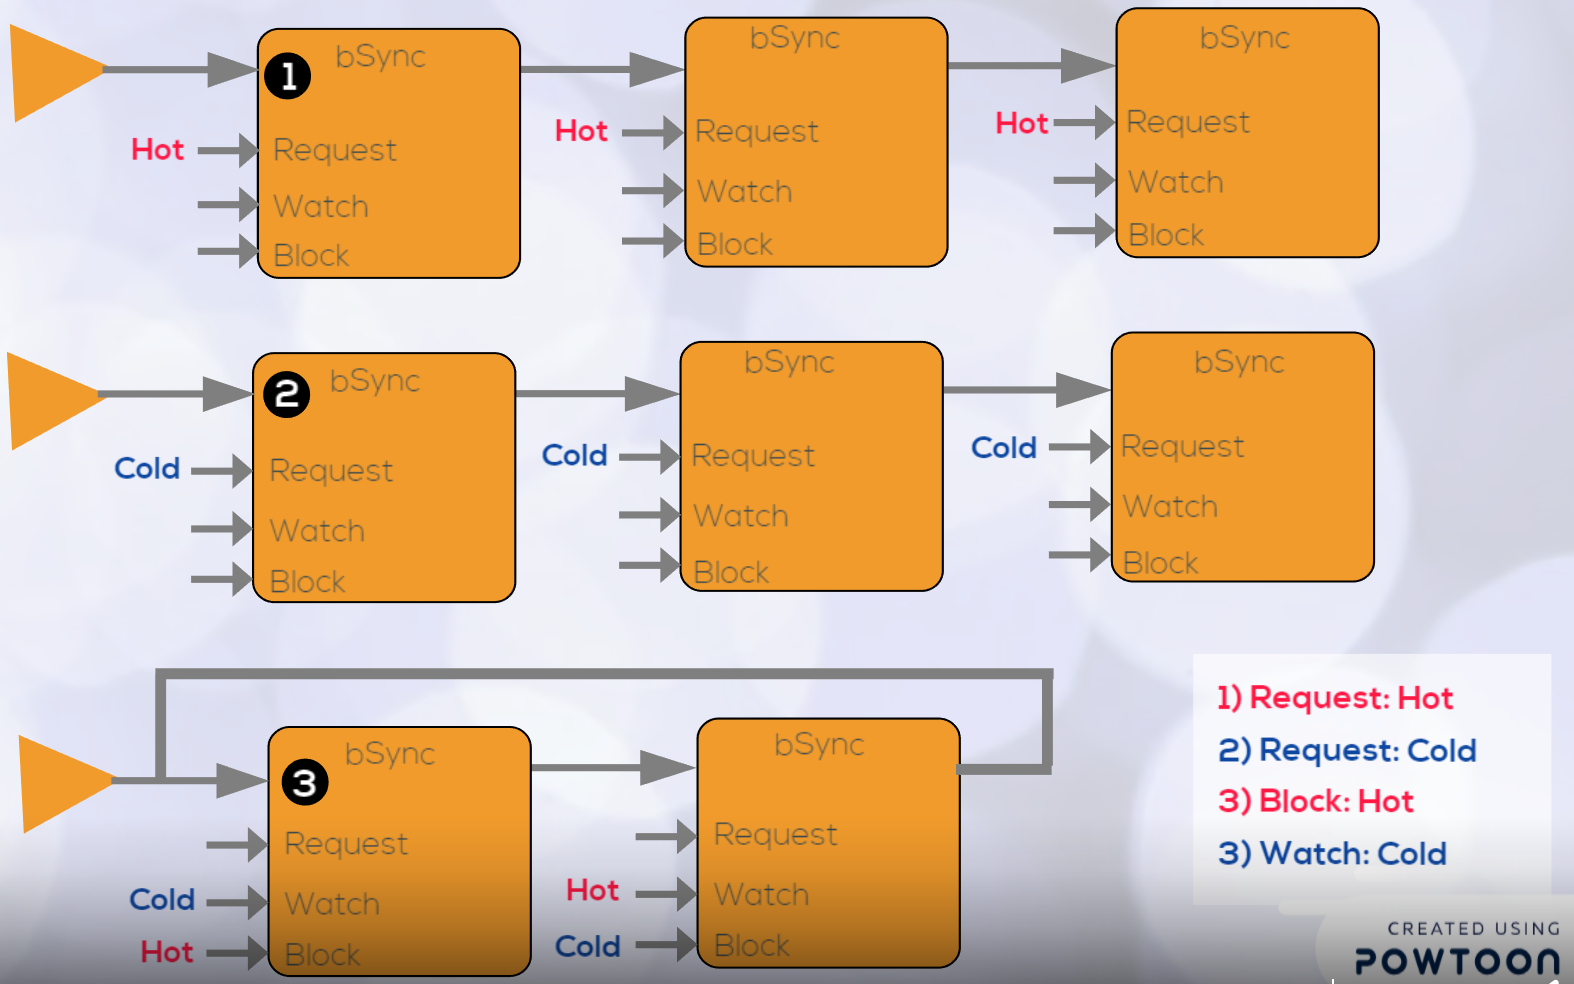 1 bSync
Hot Request
Watch
Block
bSync
Hot Request
Watch
Block
bSync
Hot Request
Watch
Block
2 bSync
Cold Request
Watch
Block
bSync
Cold Request
Watch
Block
bSync
Cold Request
Watch
Block
3 bSync
Request
Cold Watch
Hot Block
bSync
Request
Hot Watch
Cold Block
1) Request: Hot
2) Request: Cold
3) Block: Hot
3) Watch: Cold
CREATED USING
POWTOON